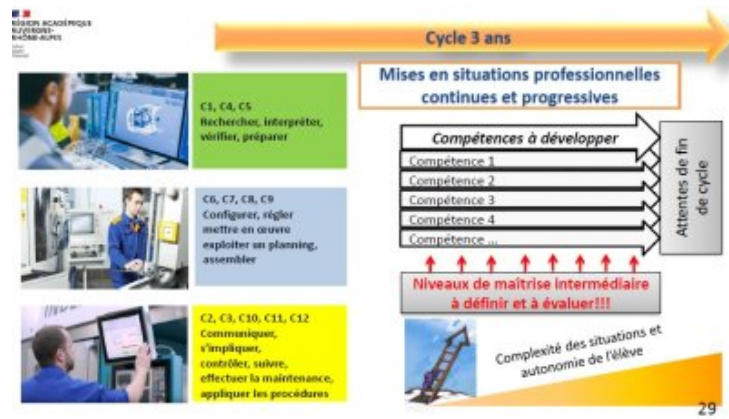 RÉGION ACADÉMIQUE
AUVERGNE-
RHÔNE-ALPES
Cycle 3 ans
Mises en situations professionnelles
continues et progressives
C1, C4, C5
Rechercher, interpréter,
vérifier, préparer
C6, C7, C8, C9
Configurer, régler
mettre en œuvre
exploiter un planning,
assembler
C2, C3, C10, C11, C12
Communiquer,
s'impliquer,
contrôler, suivre,
effectuer la maintenance,
appliquer les procédures
Compétences à développer
Compétence 1
Compétence 2
Compétence 3
Compétence 4
Compétence ...
Attentes de fin
de cycle
Niveaux de maîtrise intermédiaire
à définir et à évaluer!!!
Complexité des situations et
autonomie de l'élève
29